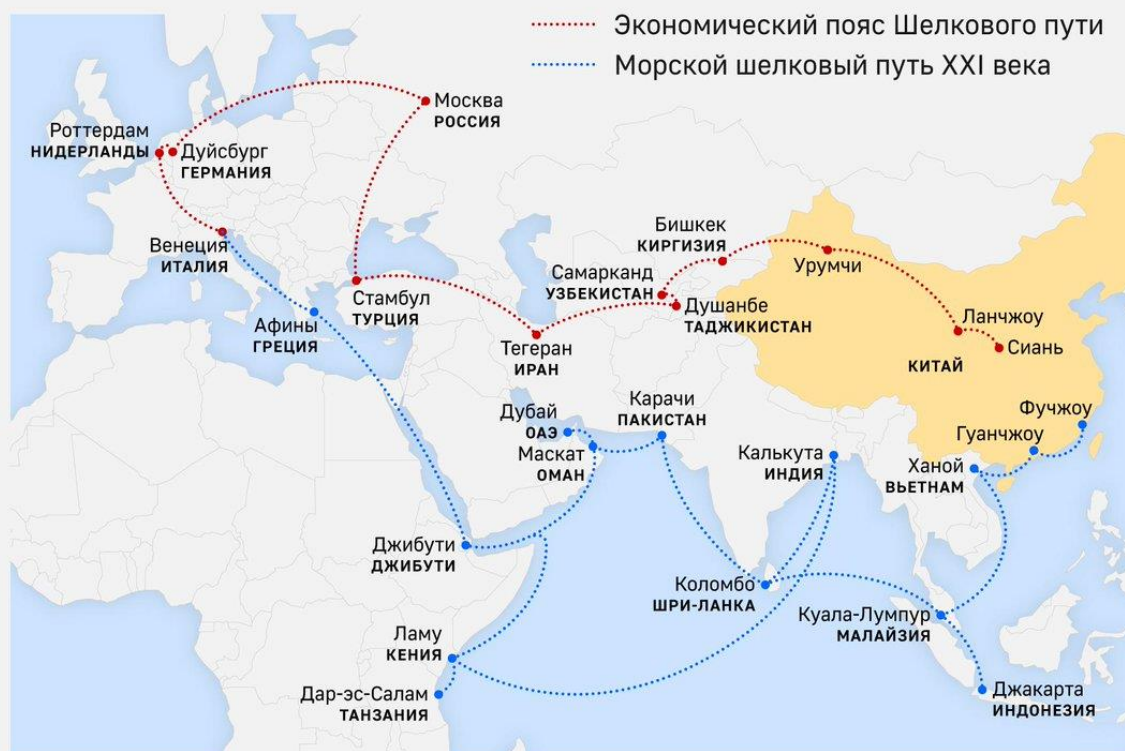 Экономический пояс Шелкового пути
Морской шелковый путь XXI века
Москва
РОССИЯ
Роттердам
НИДЕРЛАНДЫ
Дуйсбург
ГЕРМАНИЯ
Венеция
ИТАЛИЯ
Бишкек
КИРГИЗИЯ
Урумчи
Самарканд
УЗБЕКИСТАН
Стамбул
ТУРЦИЯ
Душанбе
ТАДЖИКИСТАН
Афины
ГРЕЦИЯ
Ланчжоу
Тегеран
ИРАН
Сиань
КИТАЙ
Дубай
ОАЭ
Карачи
ПАКИСТАН
Фучжоу
Гуанчжоу
Маскат
ОМАН
Калькута
ИНДИЯ
Ханой
ВЬЕТНАМ
Джибути
ДЖИБУТИ
Коломбо
ШРИ-ЛАНКА
Куала-Лумпур
МАЛАЙЗИЯ
Ламу
КЕНИЯ
Дар-эс-Салам
ТАНЗАНИЯ
Джакарта
ИНДОНЕЗИЯ